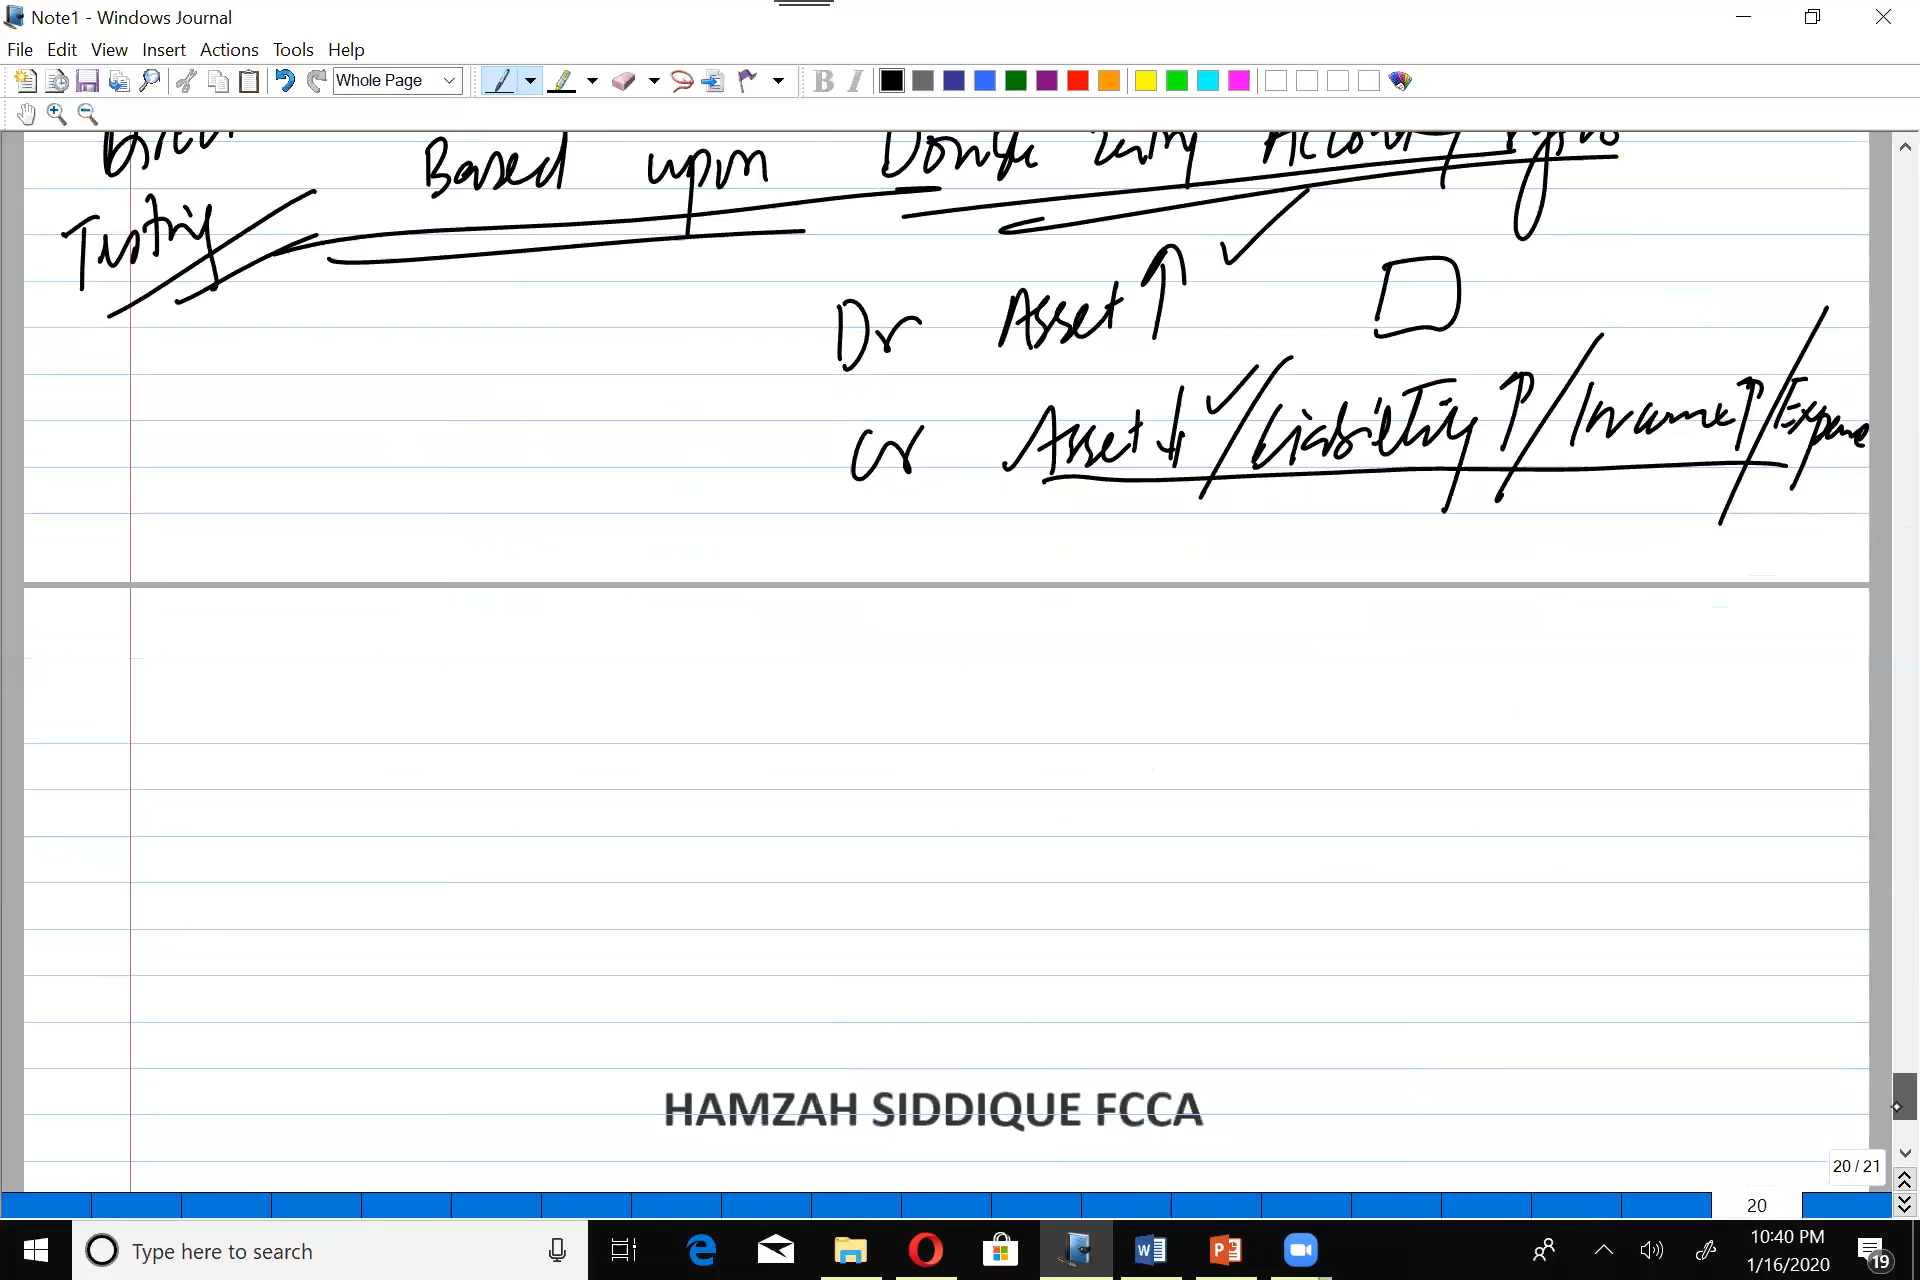 Note1 - Windows Journal
File Edit View Insert Actions Tools Help
Whole Page
B I
Based upon Double Entry
Testing
Dr Asset ↑ ✓
Cr Asset ↓ ✓ / Liability ↑ / Income ↑ / Expense
HAMZAH SIDDIQUE FCCA
20 / 21
20
Type here to search
10:40 PM
1/16/2020
19